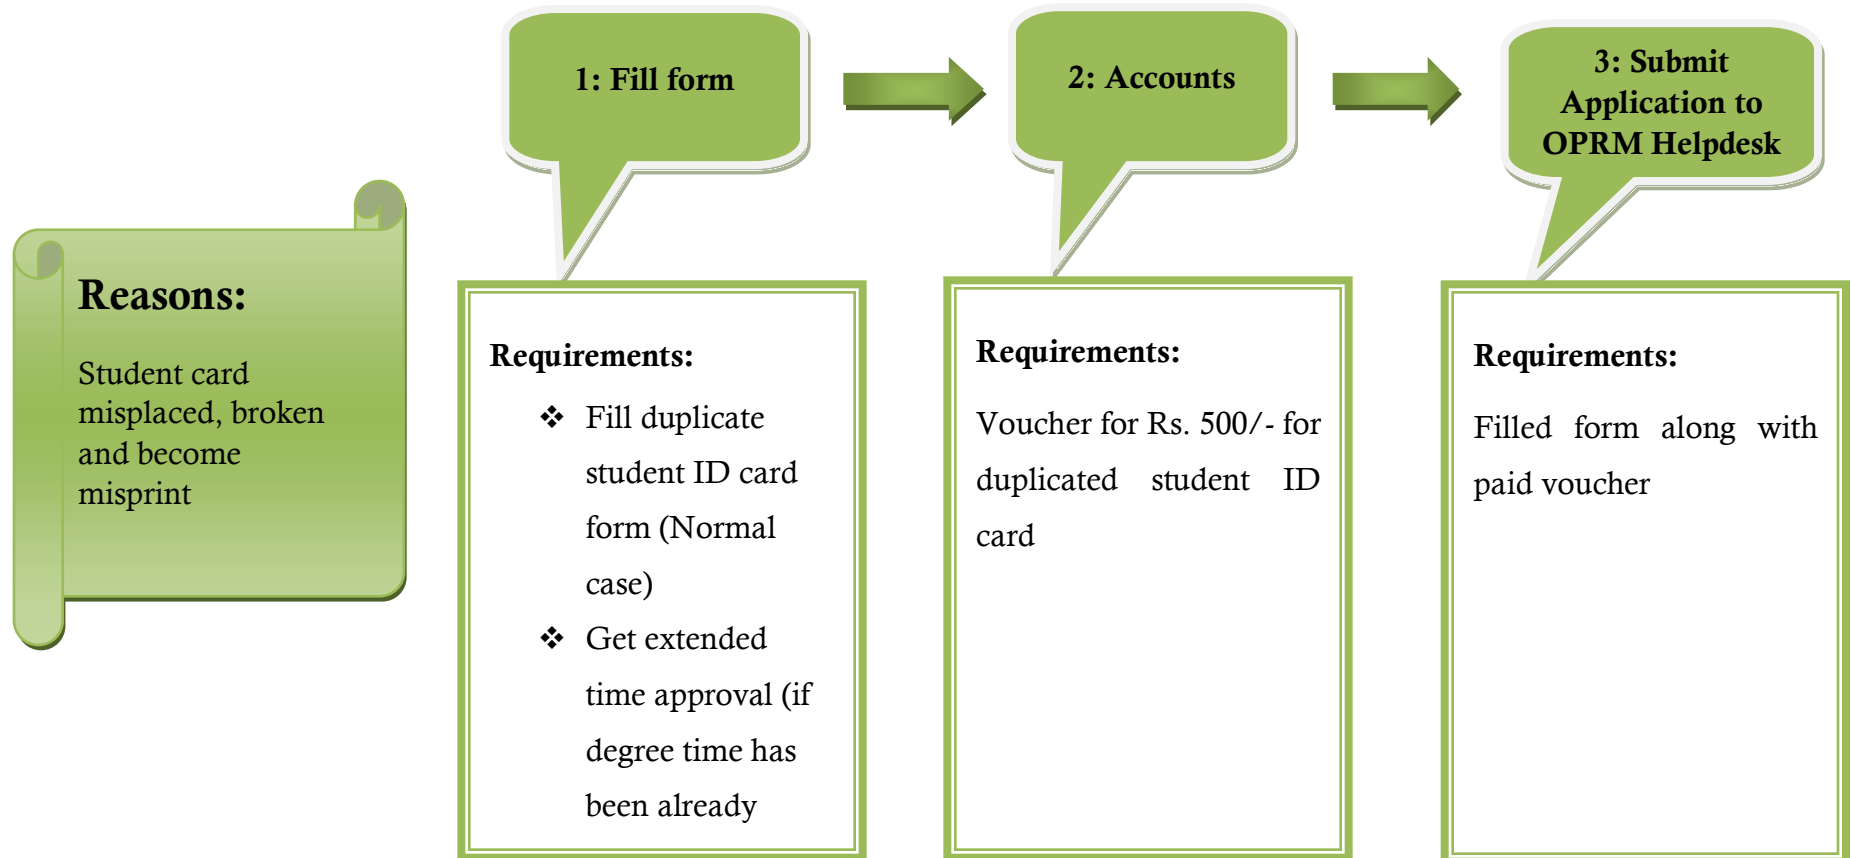 1: Fill form
2: Accounts
3: Submit
Application to
OPRM Helpdesk
Reasons:
Student card
misplaced, broken
and become
misprint
Requirements:
❖ Fill duplicate
student ID card
form (Normal
case)
❖ Get extended
time approval (if
degree time has
been already
Requirements:
Voucher for Rs. 500/- for
duplicated student ID
card
Requirements:
Filled form along with
paid voucher